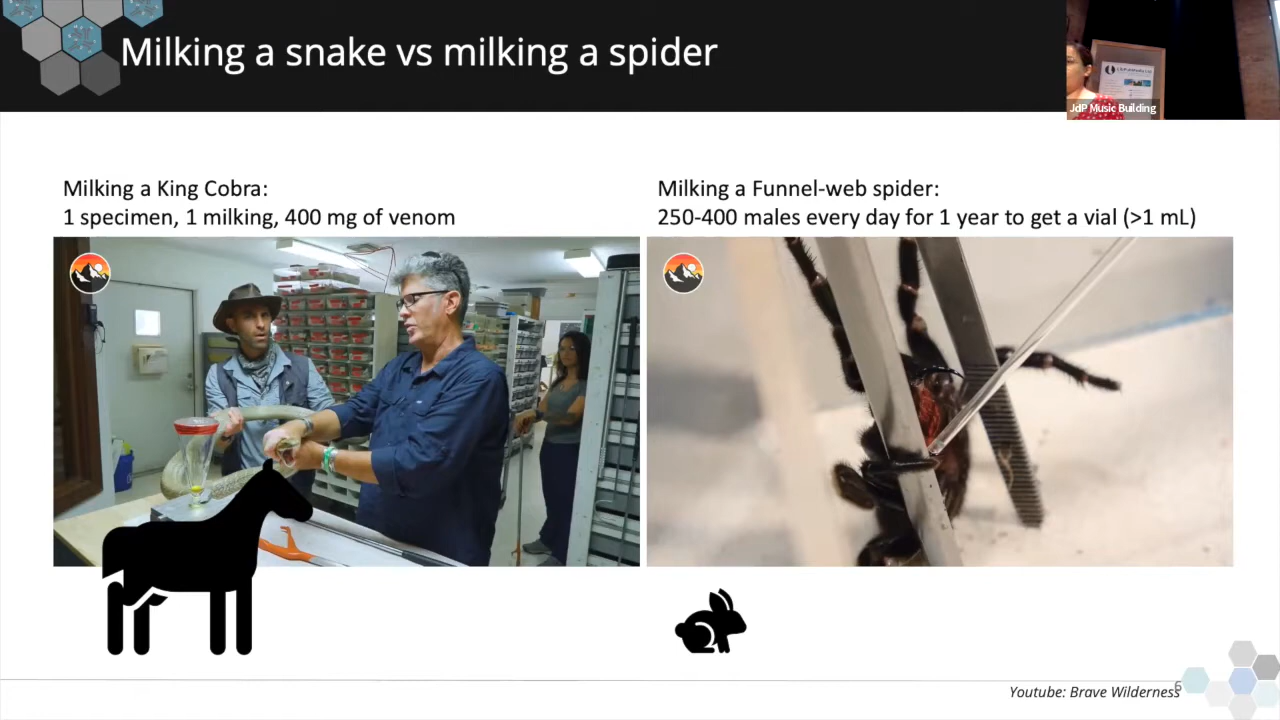 Milking a snake vs milking a spider
JdP Music Building
Milking a King Cobra:
1 specimen, 1 milking, 400 mg of venom
Milking a Funnel-web spider:
250-400 males every day for 1 year to get a vial (>1 mL)
Youtube: Brave Wilderness
6